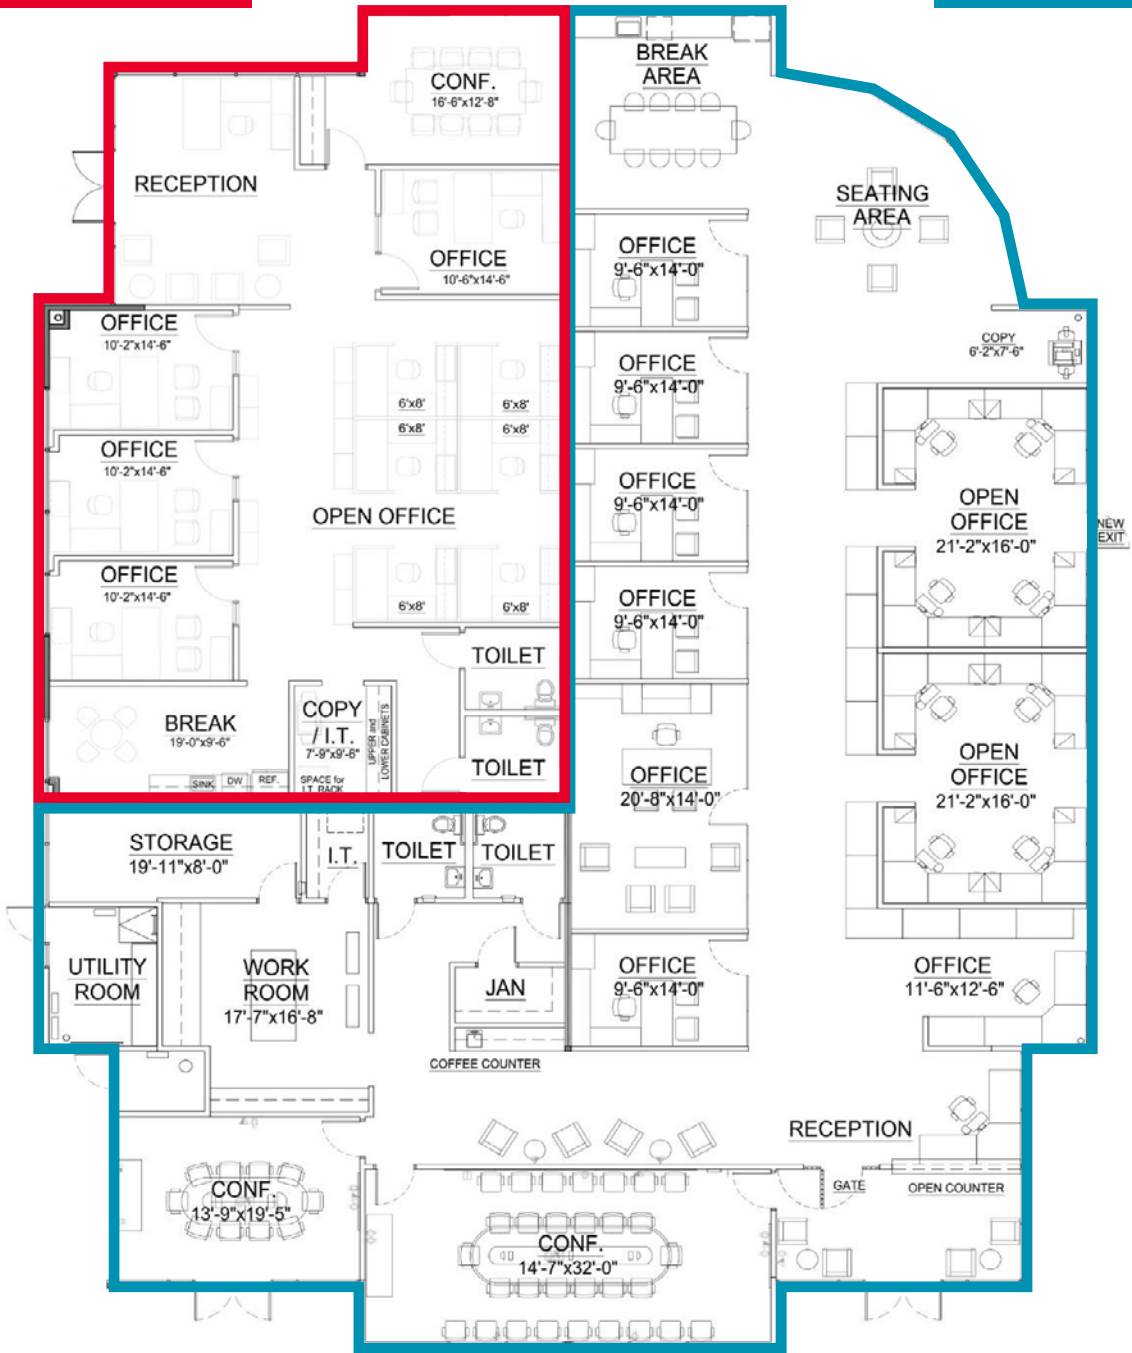 CONF.
16'-6"x12'-8"
RECEPTION
OFFICE
10'-6"x14'-6"
OFFICE
10'-2"x14'-6"
OFFICE
10'-2"x14'-6"
OFFICE
10'-2"x14'-6"
6'x8'
6'x8'
6'x8'
6'x8'
OPEN OFFICE
6'x8'
6'x8'
TOILET
TOILET
BREAK
19'-0"x9'-6"
SINK
DW
REF.
COPY
/ I.T.
7'-9"x9'-6"
SPACE for
I.T. RACK
UPPER and
LOWER CABINETS
BREAK
AREA
SEATING
AREA
OFFICE
9'-6"x14'-0"
OFFICE
9'-6"x14'-0"
OFFICE
9'-6"x14'-0"
OFFICE
9'-6"x14'-0"
OFFICE
20'-8"x14'-0"
OFFICE
9'-6"x14'-0"
COPY
6'-2"x7'-6"
OPEN
OFFICE
21'-2"x16'-0"
NEW
EXIT
OPEN
OFFICE
21'-2"x16'-0"
OFFICE
11'-6"x12'-6"
STORAGE
19'-11"x8'-0"
I.T.
TOILET
TOILET
UTILITY
ROOM
WORK
ROOM
17'-7"x16'-8"
JAN
COFFEE COUNTER
RECEPTION
GATE
OPEN COUNTER
CONF.
13'-9"x19'-5"
CONF.
14'-7"x32'-0"